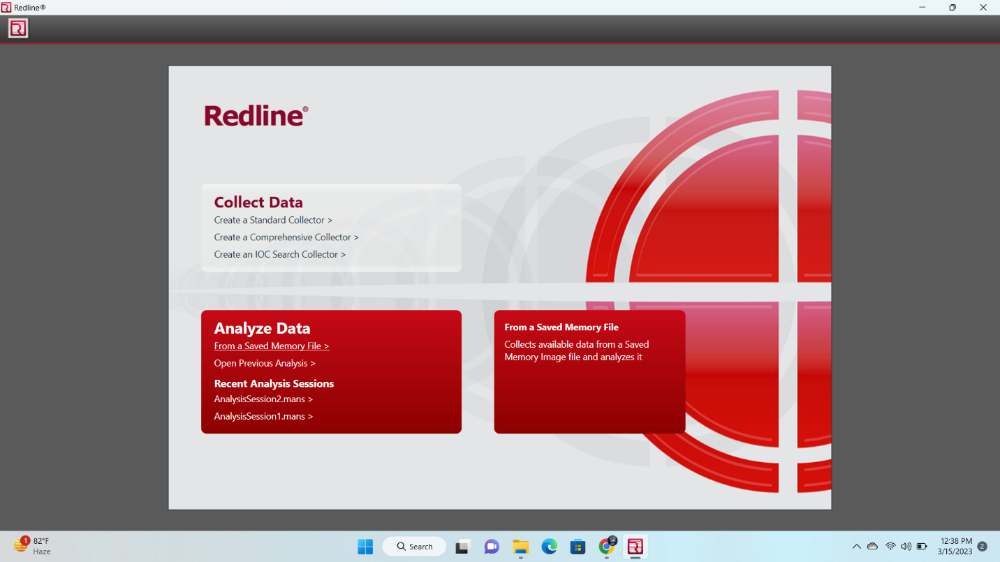 Redline®
Redline®
Collect Data
Create a Standard Collector >
Create a Comprehensive Collector >
Create an IOC Search Collector >
Analyze Data
From a Saved Memory File >
Open Previous Analysis >
Recent Analysis Sessions
AnalysisSession2.mans >
AnalysisSession1.mans >
From a Saved Memory File
Collects available data from a Saved
Memory Image file and analyzes it
1
82°F
Haze
Search
12:38 PM
3/15/2023
2